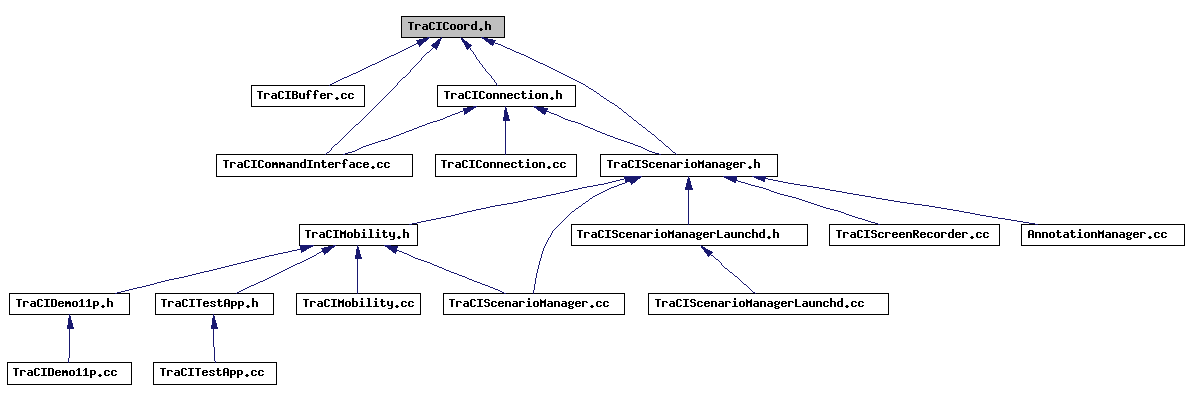 TraCICoord.h
TraCIBuffer.cc
TraCIConnection.h
TraCICommandInterface.cc
TraCIConnection.cc
TraCIScenarioManager.h
TraCIMobility.h
TraCIScenarioManagerLaunchd.h
TraCIScreenRecorder.cc
AnnotationManager.cc
TraCIDemo11p.h
TraCITestApp.h
TraCIMobility.cc
TraCIScenarioManager.cc
TraCIScenarioManagerLaunchd.cc
TraCIDemo11p.cc
TraCITestApp.cc